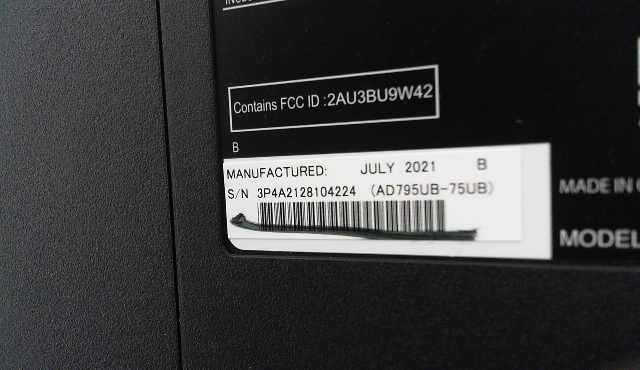 Contains FCC ID :2AU3BU9W42
B
MANUFACTURED: JULY 2021 B
S/N 3P4A2128104224 (AD795UB-75UB)
MADE IN
MODEL